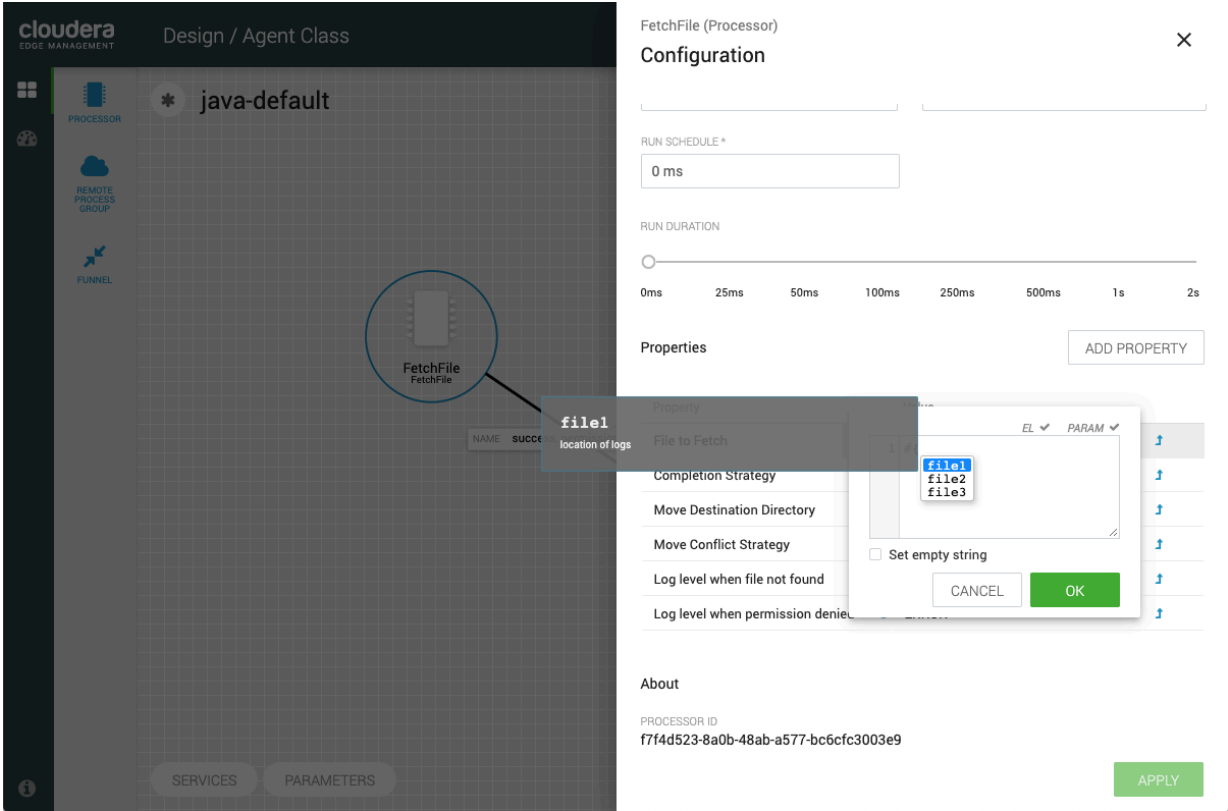 cloudera
EDGE MANAGEMENT
Design / Agent Class
PROCESSOR
REMOTE
PROCESS
GROUP
FUNNEL
java-default
FetchFile
FetchFile
NAME success
SERVICES
PARAMETERS
FetchFile (Processor)
Configuration
RUN SCHEDULE *
0 ms
RUN DURATION
0ms 25ms 50ms 100ms 250ms 500ms 1s 2s
Properties
ADD PROPERTY
Property
file1
location of logs
File to Fetch
Completion Strategy
Move Destination Directory
Move Conflict Strategy
Log level when file not found
Log level when permission denied
EL PARAM
1
file1
file2
file3
Set empty string
CANCEL
OK
About
PROCESSOR ID
f7f4d523-8a0b-48ab-a577-bc6cfc3003e9
APPLY